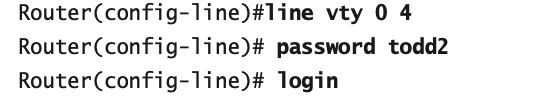 Router(config-line)#line vty 0 4
Router(config-line)# password todd2
Router(config-line)# login